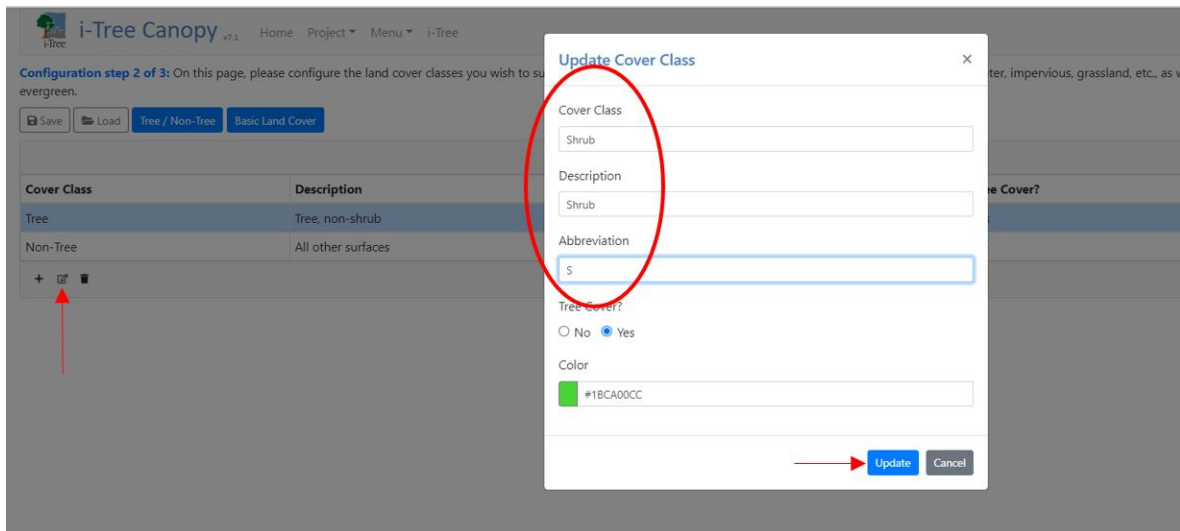 i-Tree
i-Tree Canopy v7.1
Home Project Menu i-Tree
Configuration step 2 of 3: On this page, please configure the land cover classes you wish to su
ter, impervious, grassland, etc., as w
evergreen.
Save Load Tree / Non-Tree Basic Land Cover
Cover Class Description ee Cover?
Tree Tree, non-shrub
Non-Tree All other surfaces
Update Cover Class ×
Cover Class
Shrub
Description
Shrub
Abbreviation
S
Tree Cover?
No Yes
Color
#1BCA00CC
Update Cancel